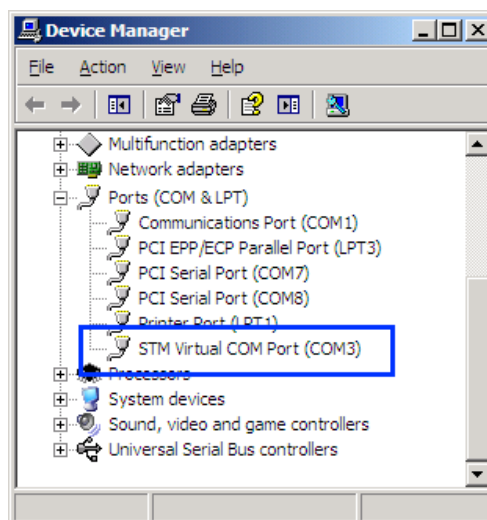 Device Manager
File Action View Help
Multifunction adapters
Network adapters
Ports (COM & LPT)
Communications Port (COM1)
PCI EPP/ECP Parallel Port (LPT3)
PCI Serial Port (COM7)
PCI Serial Port (COM8)
Printer Port (LPT1)
STM Virtual COM Port (COM3)
Processors
System devices
Sound, video and game controllers
Universal Serial Bus controllers